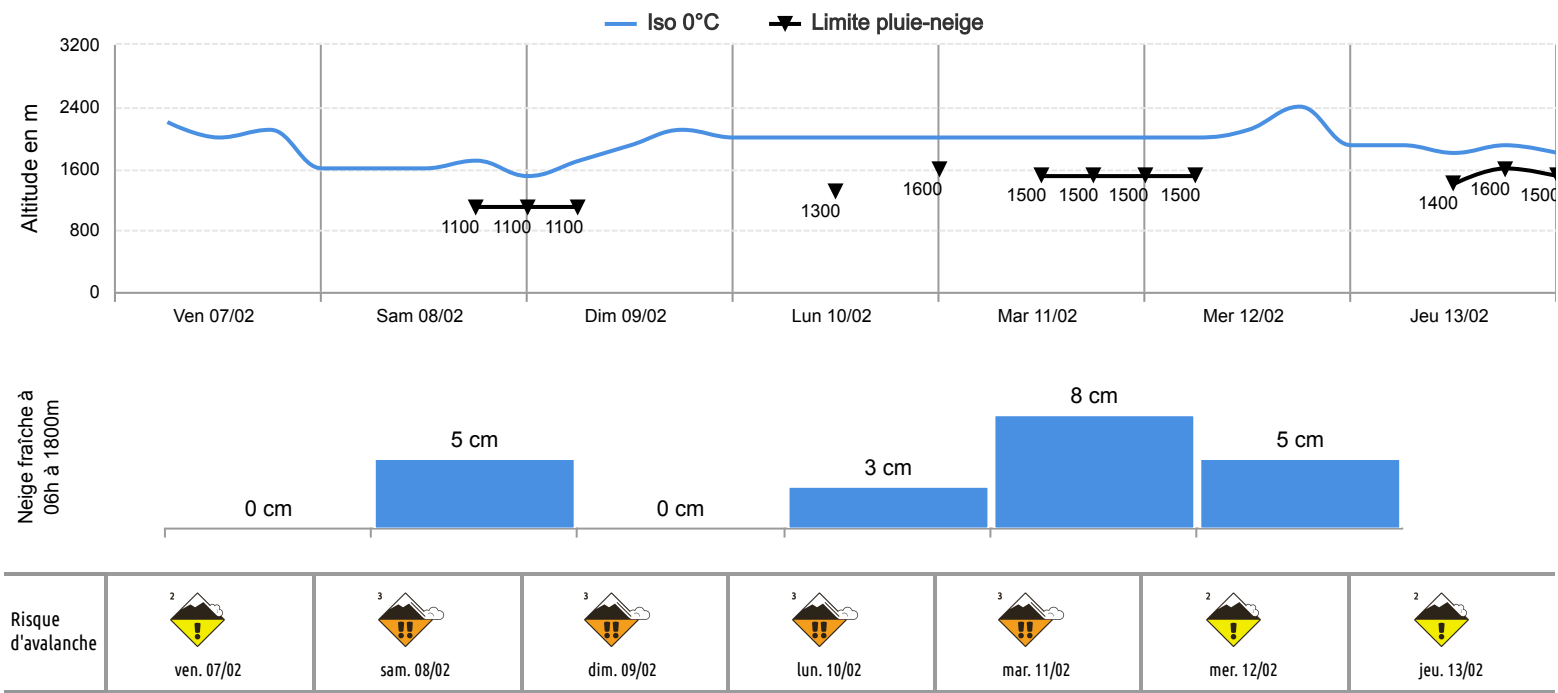 Iso 0°C Limite pluie-neige
Altitude en m
3200
2400
1600
800
0
1100 1100 1100 1300 1600 1500 1500 1500 1500 1400 1600 1500
Ven 07/02 Sam 08/02 Dim 09/02 Lun 10/02 Mar 11/02 Mer 12/02 Jeu 13/02
Neige fraîche à
06h à 1800m
0 cm 5 cm 0 cm 3 cm 8 cm 5 cm
Risque
d'avalanche
2 3 3 3 3 2 2
! !! !! !! !! ! !
ven. 07/02 sam. 08/02 dim. 09/02 lun. 10/02 mar. 11/02 mer. 12/02 jeu. 13/02